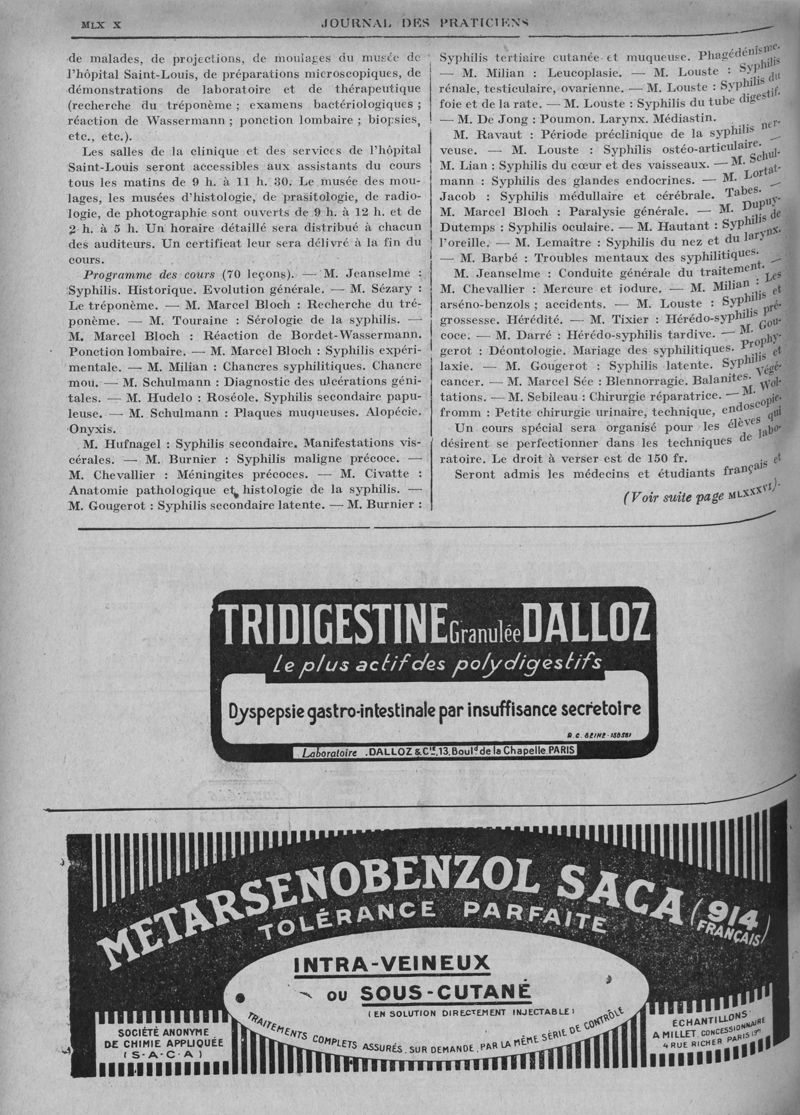 MLX X
JOURNAL DES PRATICIENS
de malades, de projections, de moulages du musée de
l'hôpital Saint-Louis, de préparations microscopiques, de
démonstrations de laboratoire et de thérapeutique
(recherche du tréponème ; examens bactériologiques ;
réaction de Wassermann ; ponction lombaire ; biopsies,
etc., etc.).
Les salles de la clinique et des services de l'hôpital
Saint-Louis seront accessibles aux assistants du cours
tous les matins de 9 h. à 11 h. 30. Le musée des mou-
lages, les musées d'histologie, de prasitologie, de radio-
logie, de photographie sont ouverts de 9 h. à 12 h. et de
2 h. à 5 h. Un horaire détaillé sera distribué à chacun
des auditeurs. Un certificat leur sera délivré à la fin du
cours.
Programme des cours (70 leçons). — M. Jeanselme :
Syphilis. Historique. Evolution générale. — M. Sézary :
Le tréponème. — M. Marcel Bloch : Recherche du tré-
ponème. — M. Touraine : Sérologie de la syphilis. —
M. Marcel Bloch : Réaction de Bordet-Wassermann.
Ponction lombaire. — M. Marcel Bloch : Syphilis expéri-
mentale. — M. Milian : Chancres syphilitiques. Chancre
mou. — M. Schulmann : Diagnostic des ulcérations géni-
tales. — M. Hudelo : Roséole. Syphilis secondaire papu-
leuse. — M. Schulmann : Plaques muqueuses. Alopécie.
Onyxis.
M. Hufnagel : Syphilis secondaire. Manifestations vis-
cérales. — M. Burnier : Syphilis maligne précoce. —
M. Chevallier : Méningites précoces. — M. Civatte :
Anatomie pathologique et histologie de la syphilis. —
M. Gougerot : Syphilis secondaire latente. — M. Burnier :
Syphilis tertiaire cutanée et muqueuse. Phagédénisme.
— M. Milian : Leucoplasie. — M. Louste : Syphilis
rénale, testiculaire, ovarienne. — M. Louste : Syphilis du
foie et de la rate. — M. Louste : Syphilis du tube digestif.
— M. De Jong : Poumon. Larynx. Médiastin.
M. Ravaut : Période préclinique de la syphilis ner-
veuse. — M. Louste : Syphilis ostéo-articulaire. —
M. Lian : Syphilis du cœur et des vaisseaux. — M. Schul-
mann : Syphilis des glandes endocrines. — M. Lortat-
Jacob : Syphilis médullaire et cérébrale. Tabes. —
M. Marcel Bloch : Paralysie générale. — M. Dupuy-
Dutemps : Syphilis oculaire. — M. Hautant : Syphilis de
l'oreille. — M. Lemaître : Syphilis du nez et du larynx.
— M. Barbé : Troubles mentaux des syphilitiques. —
M. Jeanselme : Conduite générale du traitement. —
M. Chevallier : Mercure et iodure. — M. Milian : Les
arséno-benzols ; accidents. — M. Louste : Syphilis et
grossesse. Hérédité. — M. Tixier : Hérédo-syphilis pré-
coce. — M. Darré : Hérédo-syphilis tardive. — M. Gou-
gerot : Déontologie. Mariage des syphilitiques. Prophy-
laxie. — M. Gougerot : Syphilis latente. Syphilis et
cancer. — M. Marcel Sée : Blennorragie. Balanites. Végé-
tations. — M. Sebileau : Chirurgie réparatrice. — M. Wol-
fromm : Petite chirurgie urinaire, technique, endoscopie.
Un cours spécial sera organisé pour les élèves qui
désirent se perfectionner dans les techniques de labo-
ratoire. Le droit à verser est de 150 fr.
Seront admis les médecins et étudiants français et
(Voir suite page MLXXXVI).
TRIDIGESTINE Granulée DALLOZ
Le plus actif des polydigestifs
Dyspepsie gastro-intestinale par insuffisance secretoire
R.C. SEINE 150581
Laboratoire .DALLOZ & Cie, 13, Bould de la Chapelle PARIS
METARSENOBENZOL SACA (914 FRANÇAIS)
TOLÉRANCE PARFAITE
INTRA-VEINEUX
OU SOUS-CUTANÉ
(EN SOLUTION DIRECTEMENT INJECTABLE)
TRAITEMENTS COMPLETS ASSURÉS, SUR DEMANDE, PAR LA MÊME SÉRIE DE CONTRÔLE
SOCIÉTÉ ANONYME
DE CHIMIE APPLIQUÉE
(S.A.C.A)
ÉCHANTILLONS
A MILLET CONCESSIONNAIRE
4 RUE RICHER PARIS